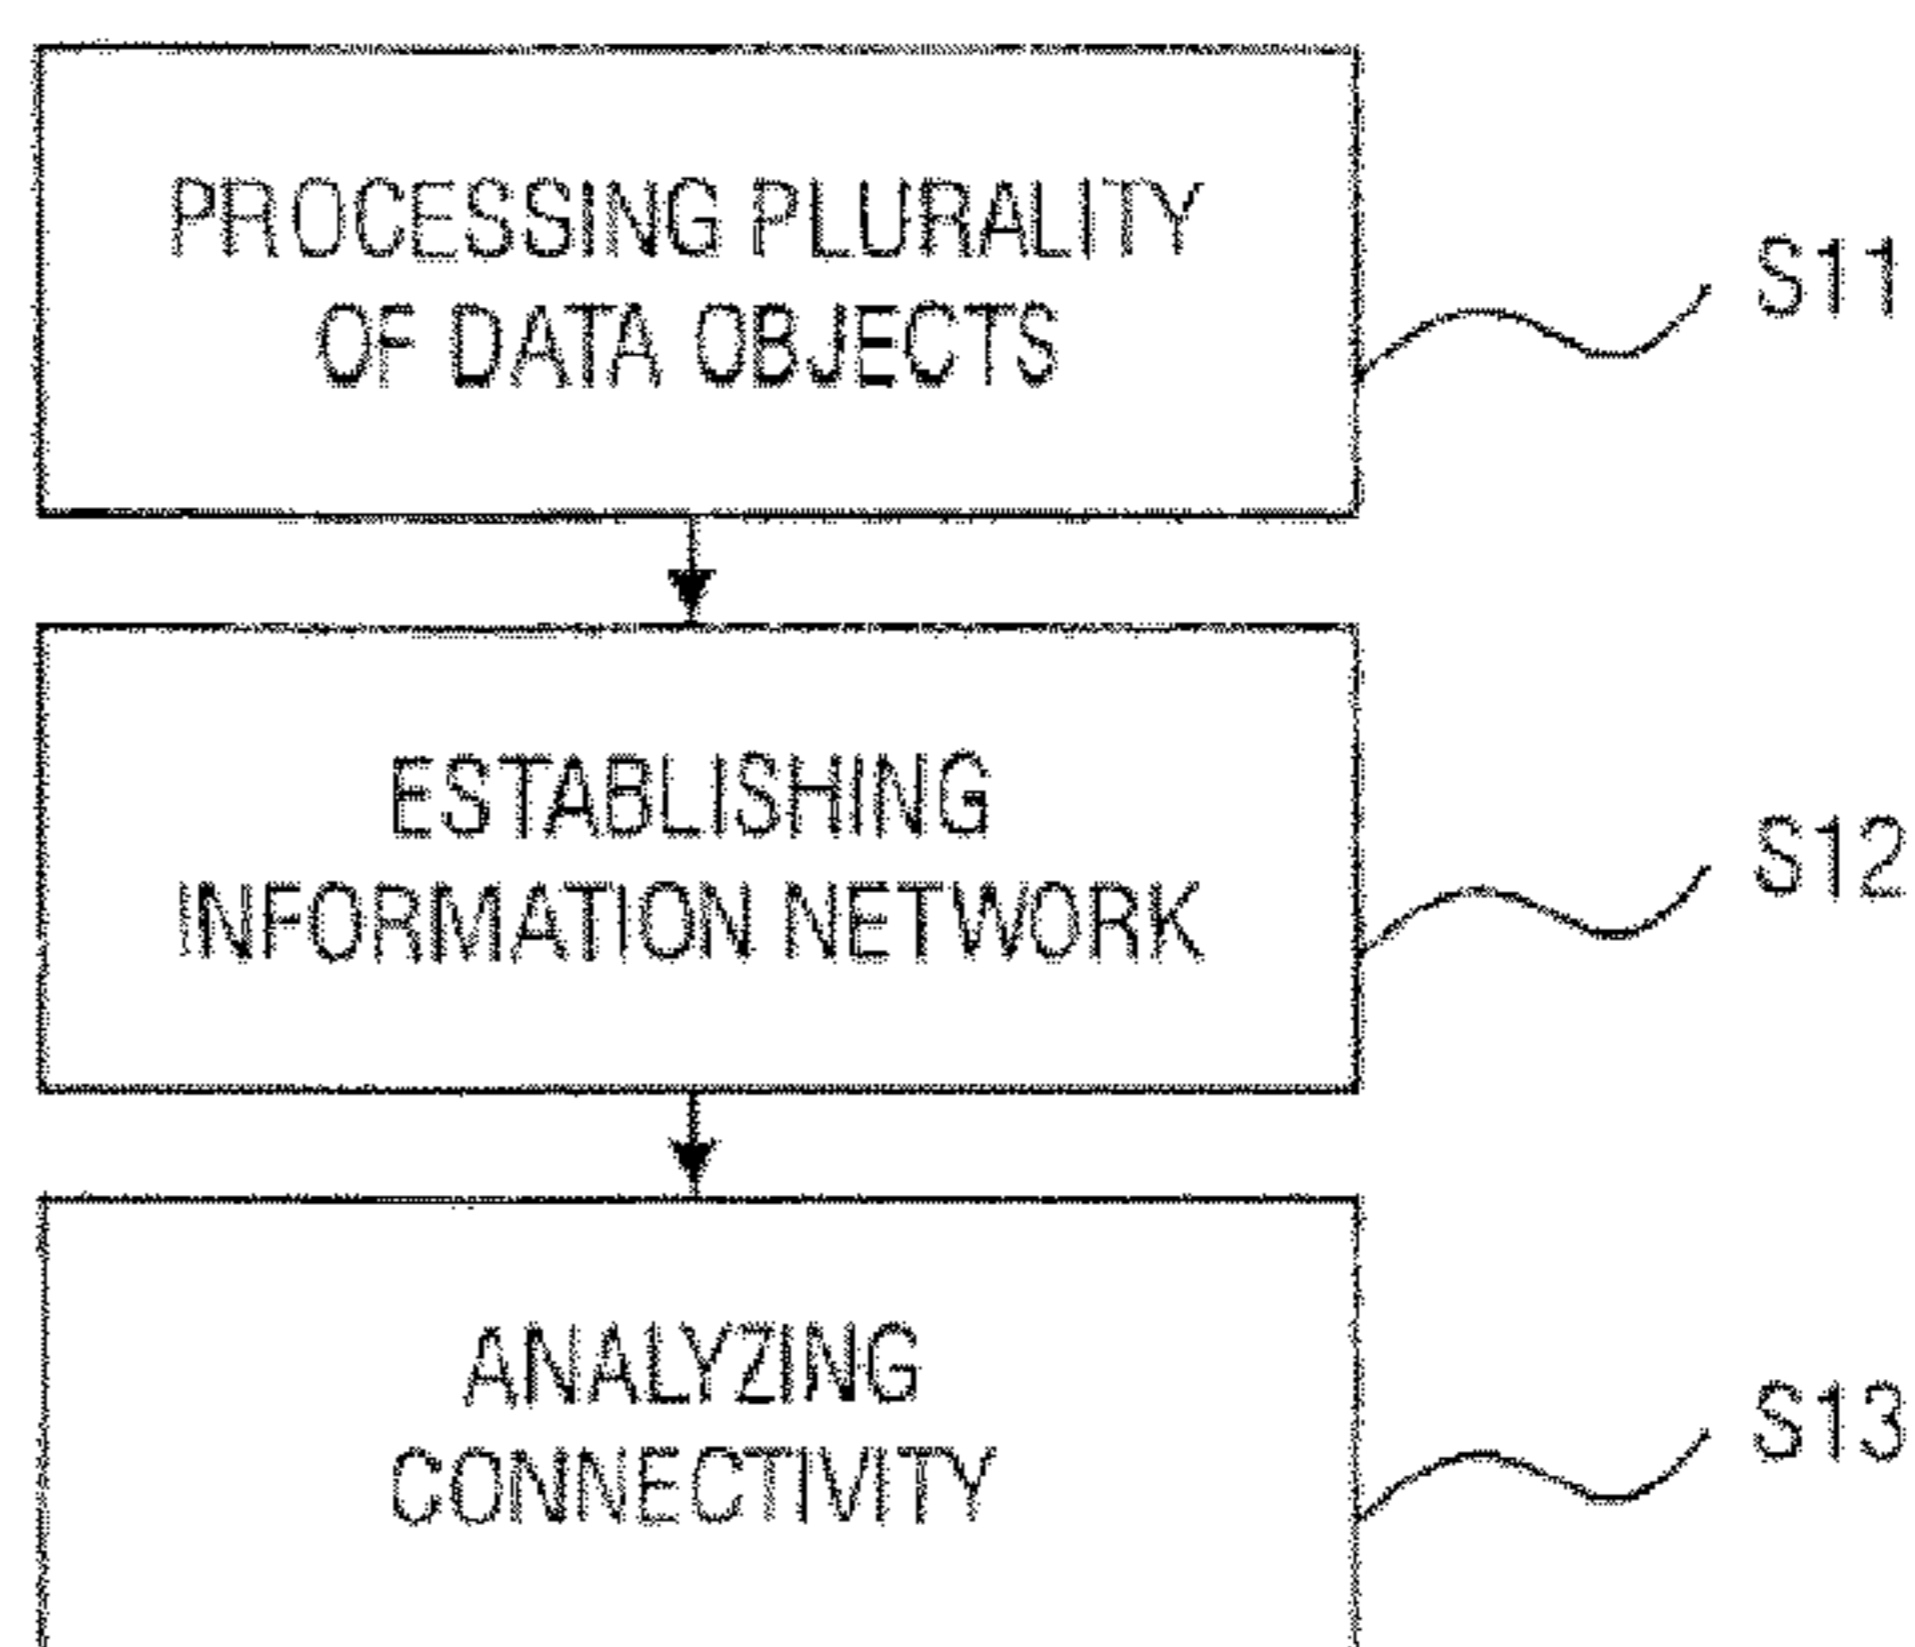 PROCESSING PLURALITY
OF DATA OBJECTS
S11
ESTABLISHING
INFORMATION NETWORK
S12
ANALYZING
CONNECTIVITY
S13